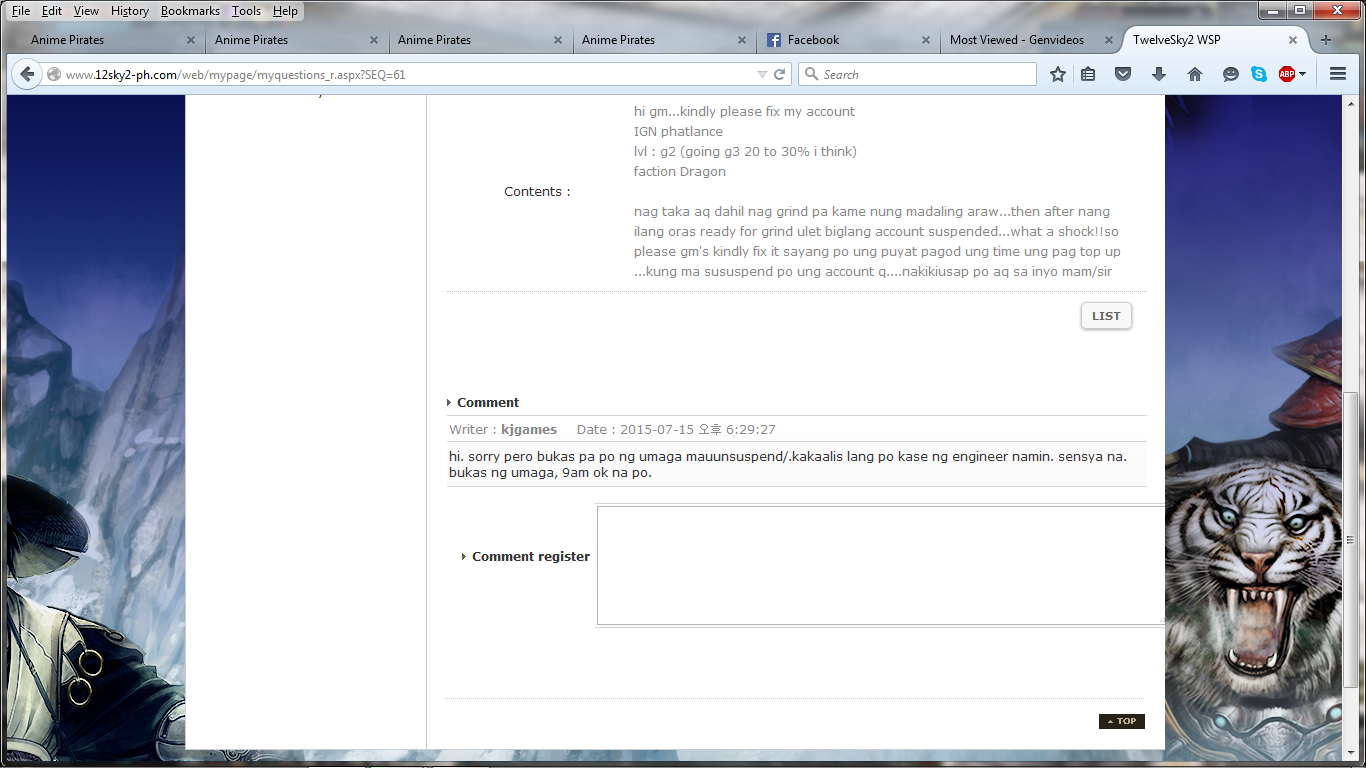 File Edit View History Bookmarks Tools Help
Anime Pirates Anime Pirates Anime Pirates Anime Pirates Facebook Most Viewed - Genvideos TwelveSky2 WSP
www.12sky2-ph.com/web/mypage/myquestions_r.aspx?SEQ=61 Search ABP
hi gm...kindly please fix my account
IGN phatlance
lvl : g2 (going g3 20 to 30% i think)
faction Dragon
Contents :
nag taka aq dahil nag grind pa kame nung madaling araw...then after nang
ilang oras ready for grind ulet biglang account suspended...what a shock!!so
please gm's kindly fix it sayang po ung puyat pagod ung time ung pag top up
...kung ma sususpend po ung account q....nakikiusap po aq sa inyo mam/sir
LIST
Comment
Writer : kjgames Date : 2015-07-15 오후 6:29:27
hi. sorry pero bukas pa po ng umaga mauunsuspend/.kakaalis lang po kase ng engineer namin. sensya na.
bukas ng umaga, 9am ok na po.
Comment register
TOP